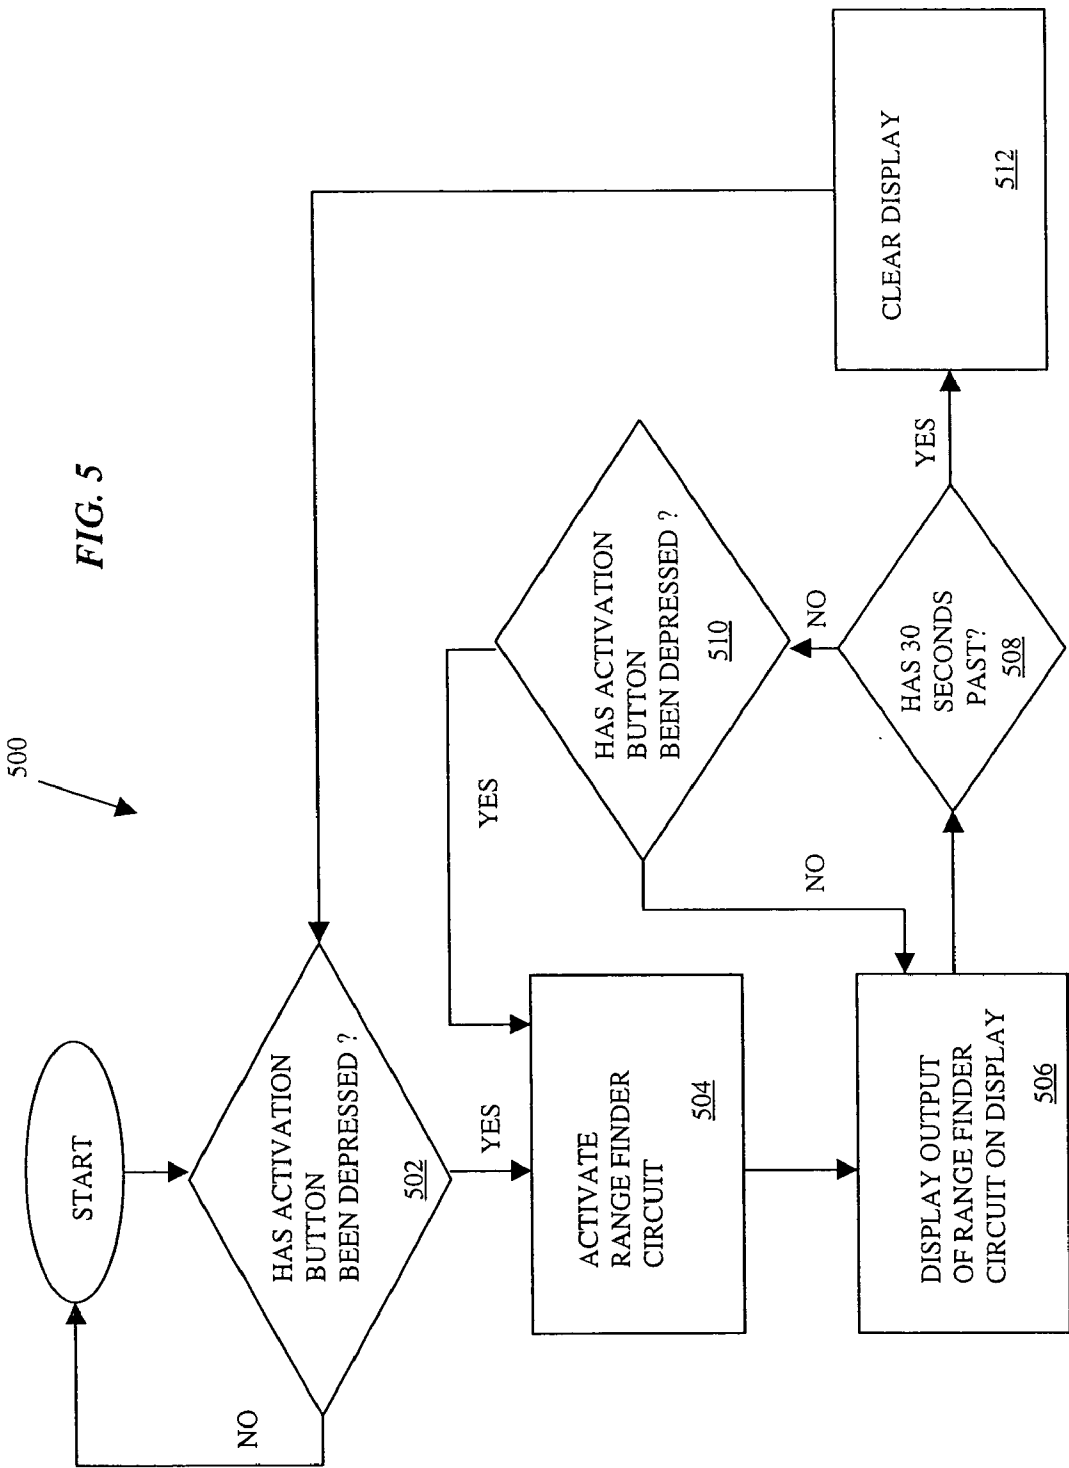 FIG. 5
500
START
HAS ACTIVATION
BUTTON
BEEN DEPRESSED ?
502
NO
YES
ACTIVATE
RANGE FINDER
CIRCUIT
504
DISPLAY OUTPUT
OF RANGE FINDER
CIRCUIT ON DISPLAY
506
HAS 30
SECONDS
PAST?
508
NO
YES
HAS ACTIVATION
BUTTON
BEEN DEPRESSED ?
510
YES
NO
CLEAR DISPLAY
512